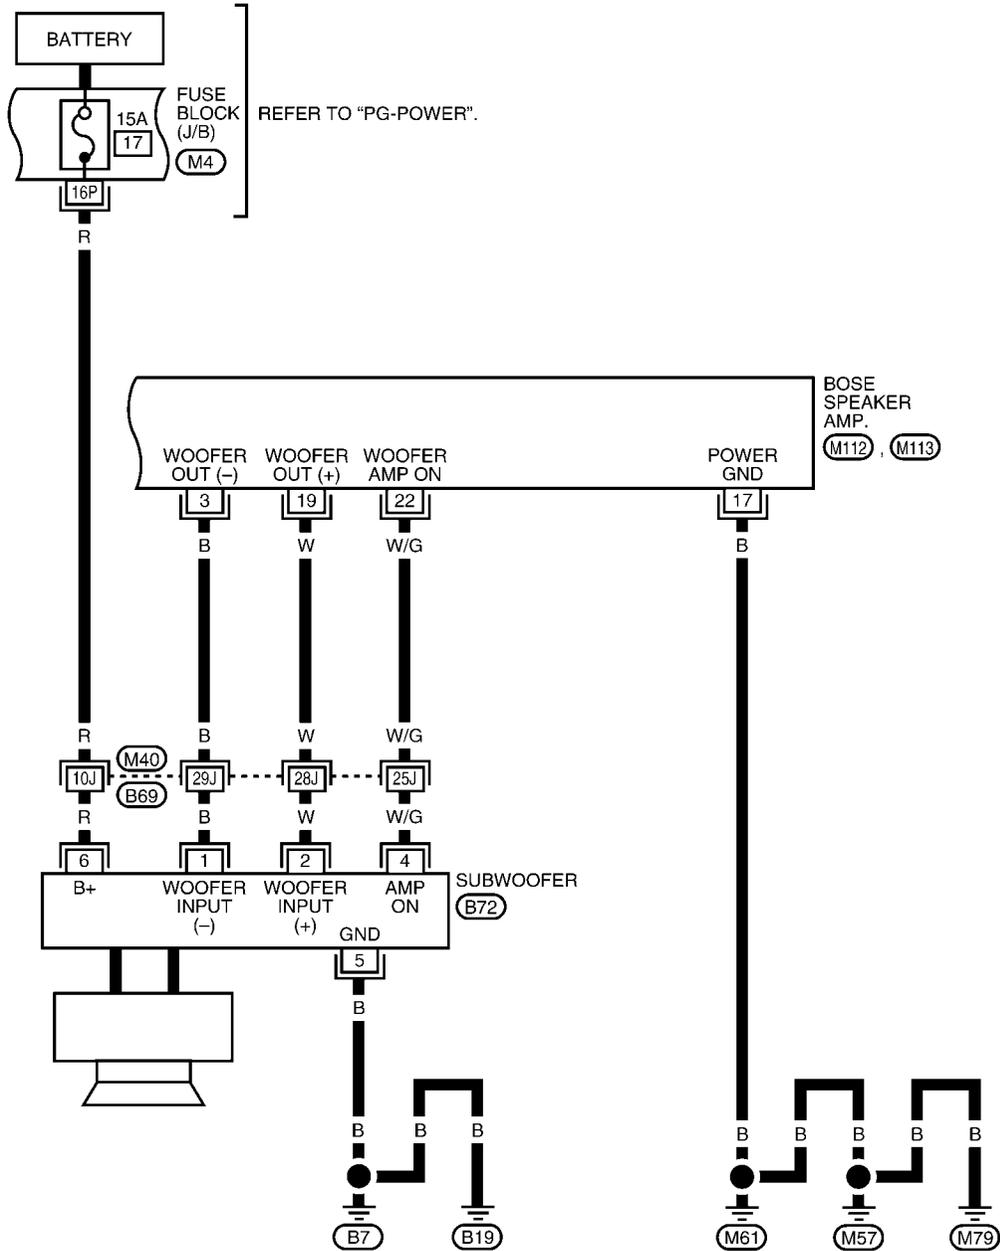 BATTERY
FUSE
BLOCK
(J/B)
M4
15A
17
REFER TO “PG-POWER”.
16P
R
BOSE
SPEAKER
AMP.
M112 , M113
WOOFER
OUT (–)
WOOFER
OUT (+)
WOOFER
AMP ON
POWER
GND
3 19 22 17
B W W/G B
R B W W/G
M40
10J 29J 28J 25J
B69
R B W W/G
6 1 2 4
SUBWOOFER
B72
B+
WOOFER
INPUT
(–)
WOOFER
INPUT
(+)
AMP
ON
GND
5
B
B B B B B B B B
B7 B19 M61 M57 M79